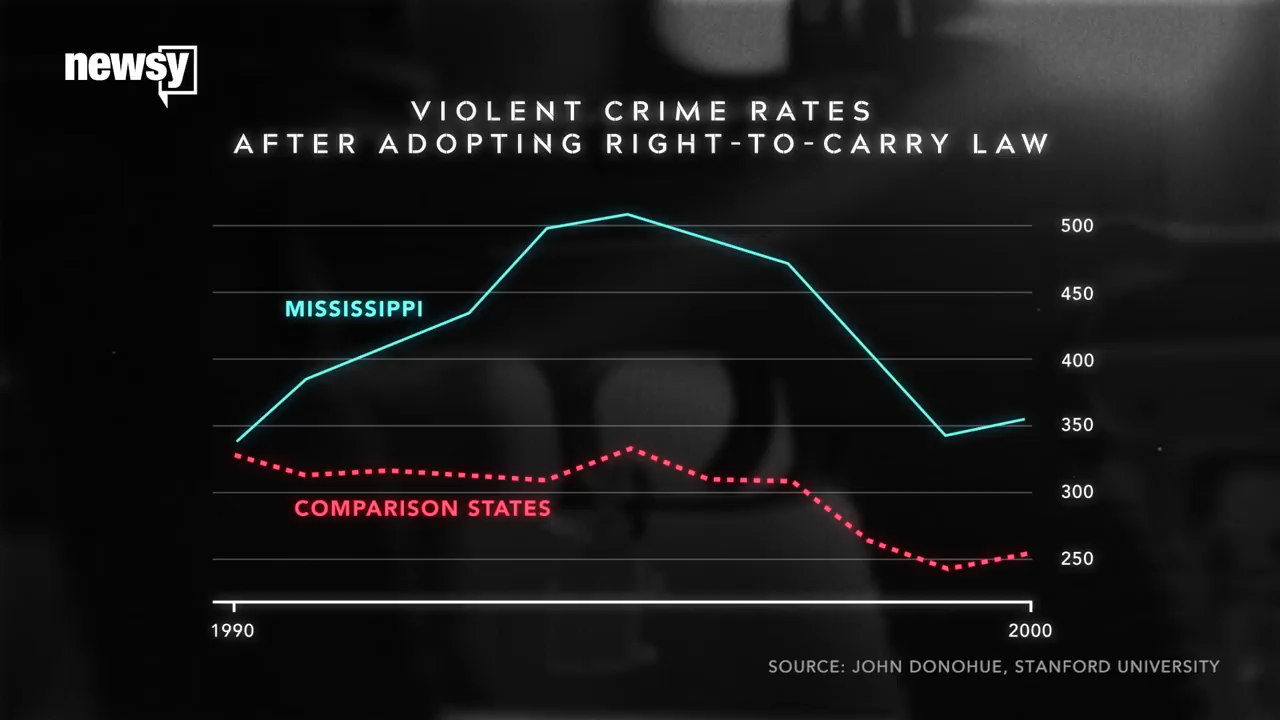 newsy
VIOLENT CRIME RATES
AFTER ADOPTING RIGHT-TO-CARRY LAW
500
450
MISSISSIPPI
400
350
300
COMPARISON STATES
250
1990
2000
SOURCE: JOHN DONOHUE, STANFORD UNIVERSITY